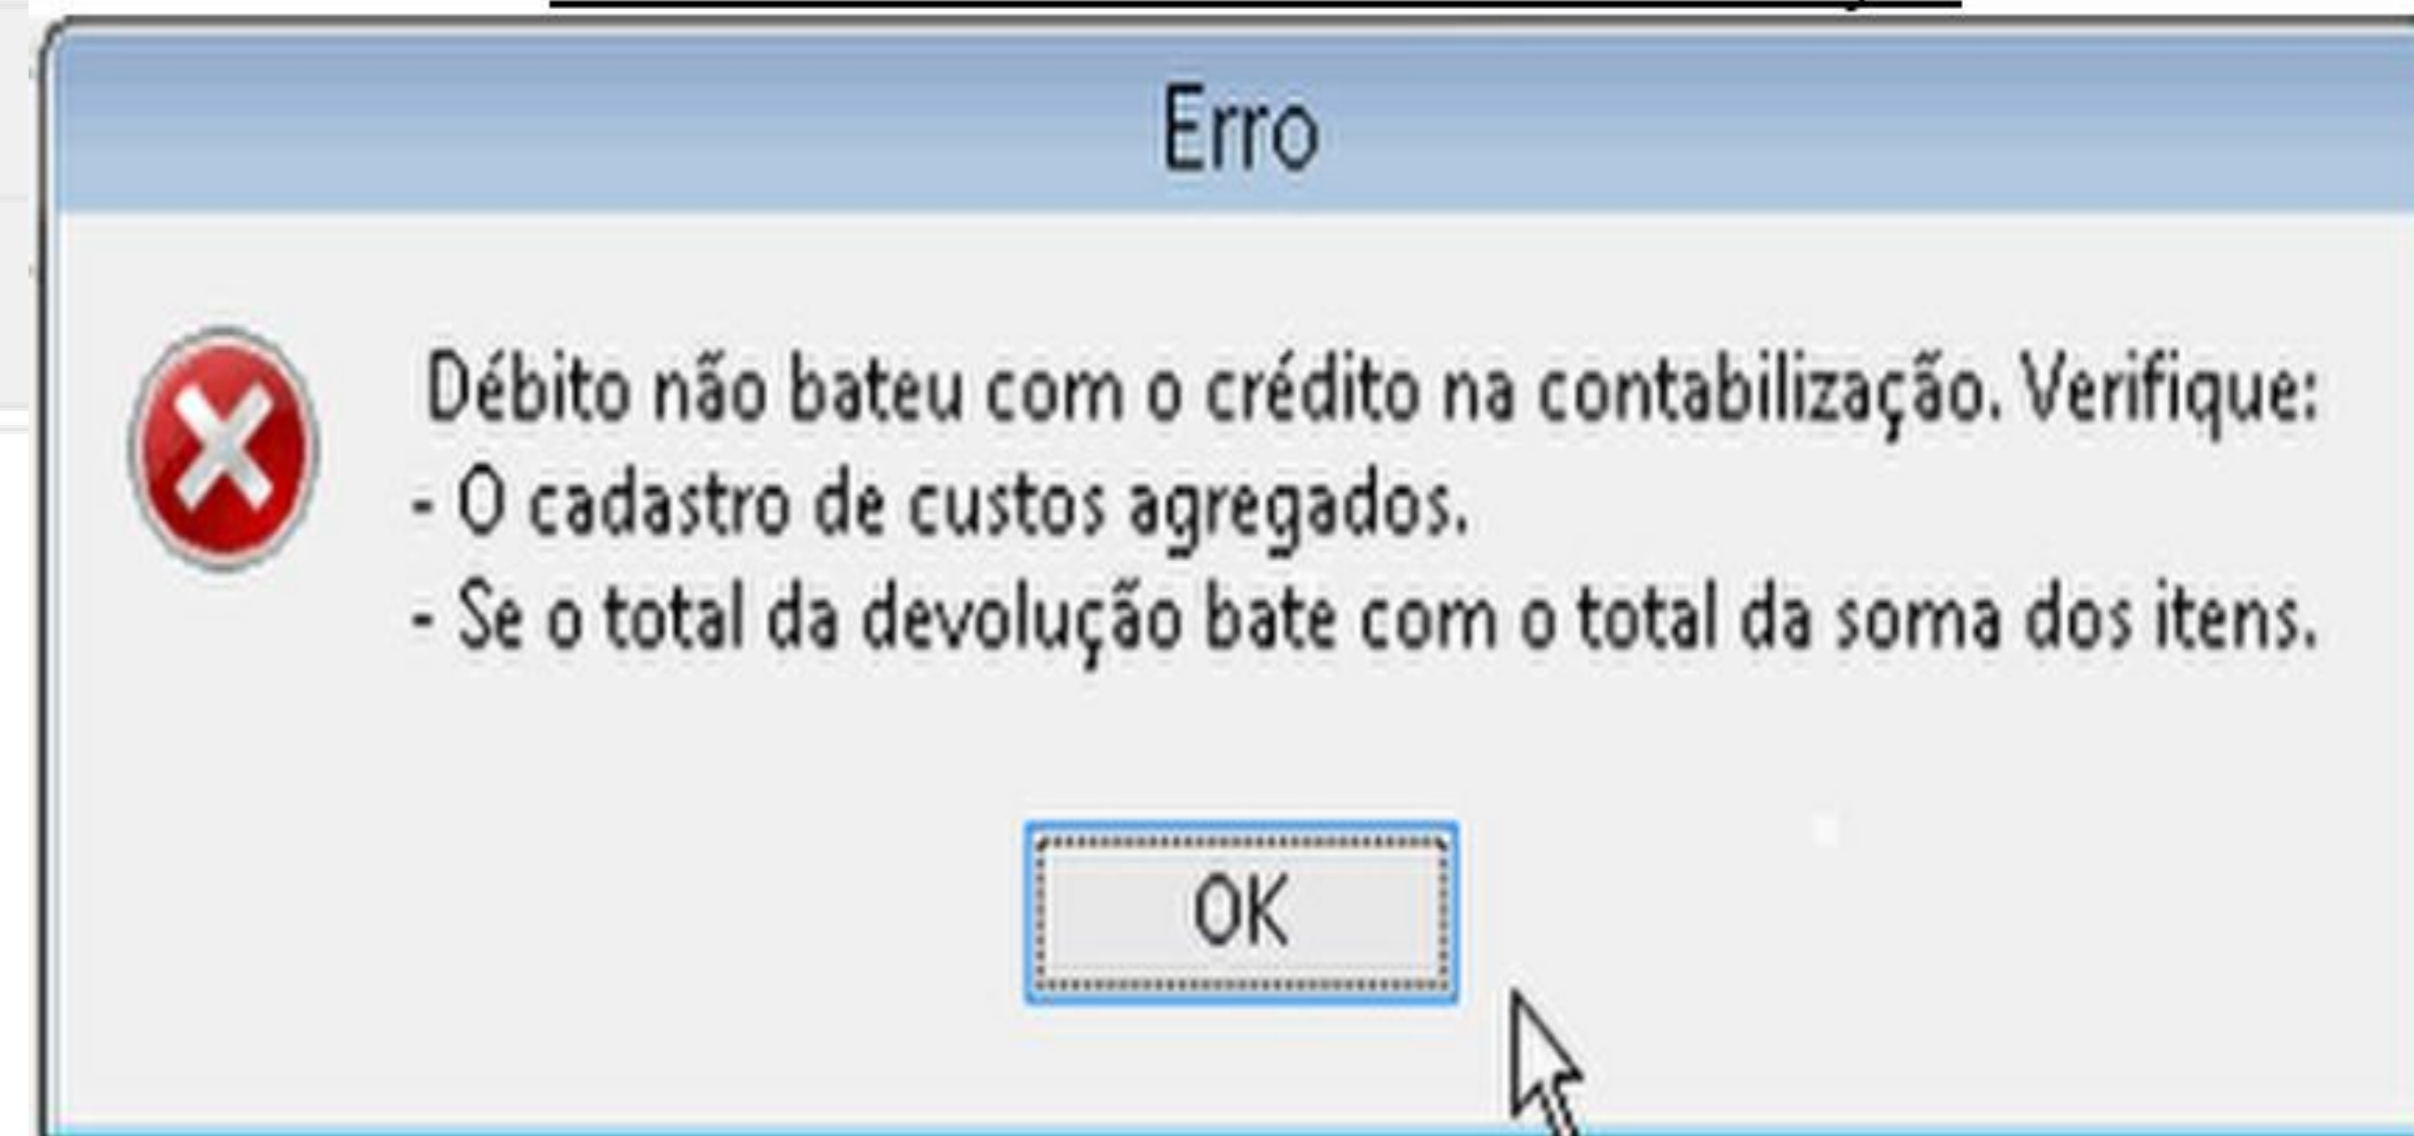 Erro
Débito não bateu com o crédito na contabilização. Verifique:
- O cadastro de custos agregados.
- Se o total da devolução bate com o total da soma dos itens.
OK